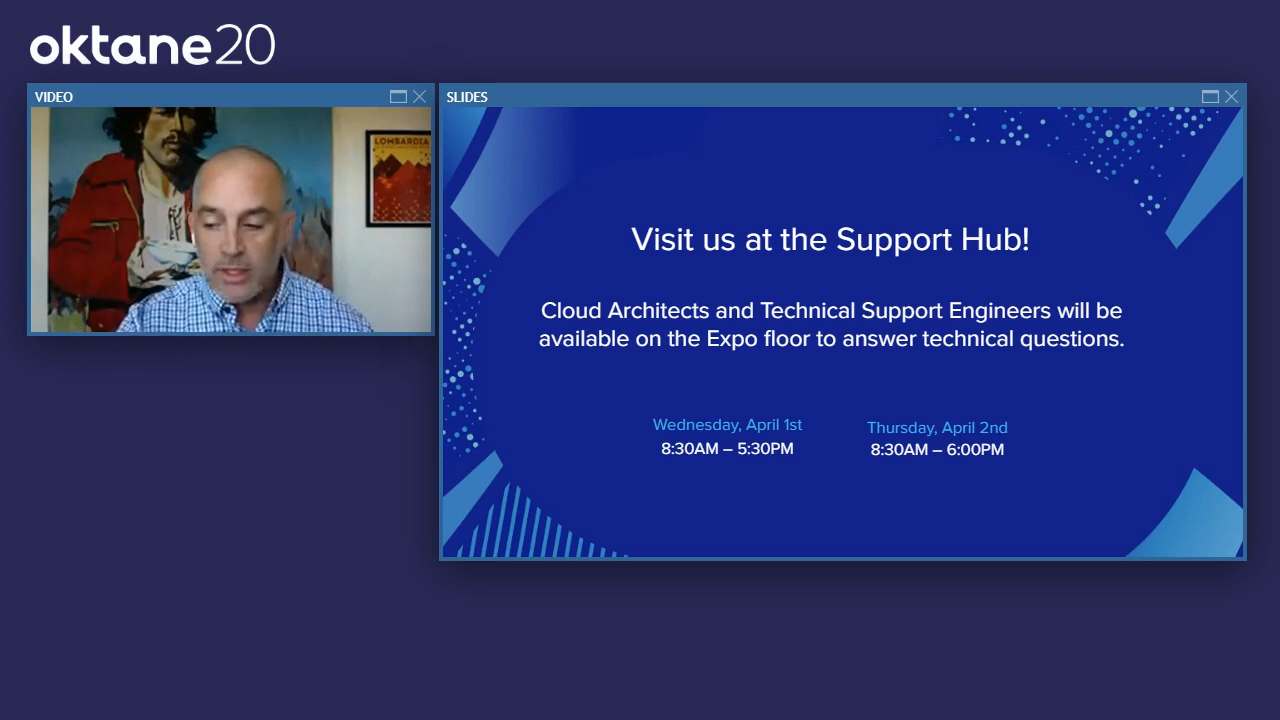 oktane20
VIDEO
LOMBARDIA
SLIDES
Visit us at the Support Hub!
Cloud Architects and Technical Support Engineers will be
available on the Expo floor to answer technical questions.
Wednesday, April 1st
8:30AM – 5:30PM
Thursday, April 2nd
8:30AM – 6:00PM